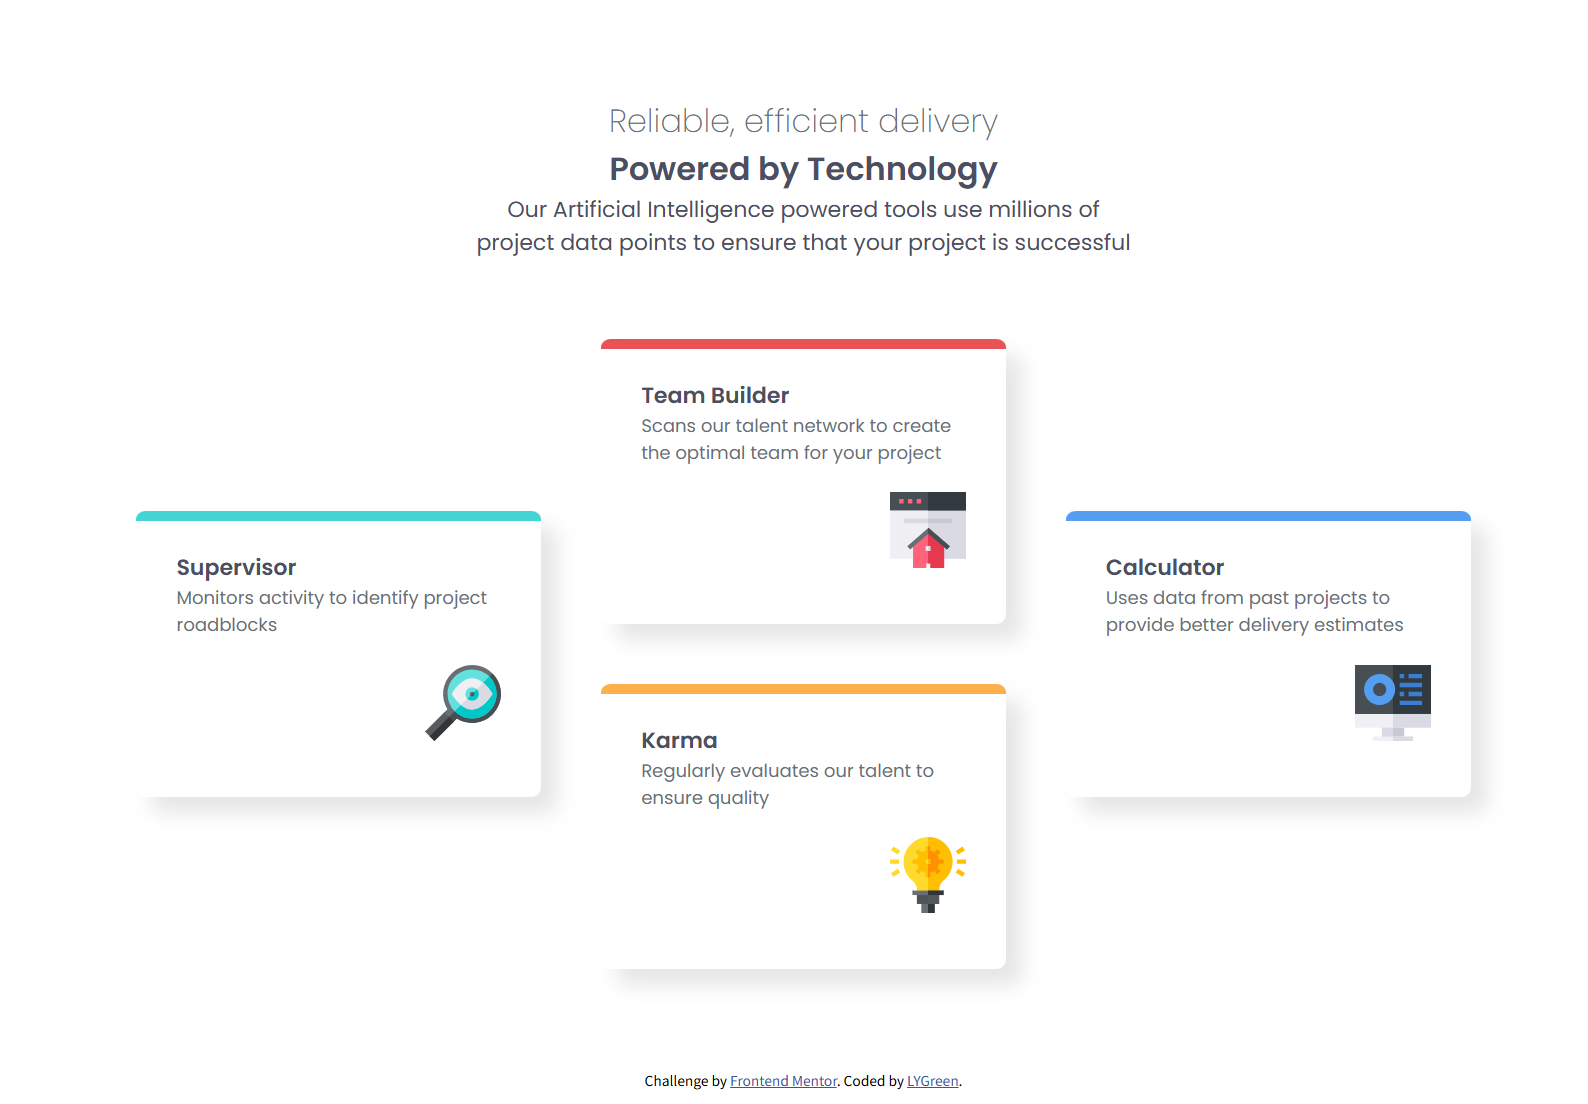 Reliable, efficient delivery
Powered by Technology
Our Artificial Intelligence powered tools use millions of
project data points to ensure that your project is successful
Supervisor
Monitors activity to identify project
roadblocks
Team Builder
Scans our talent network to create
the optimal team for your project
Karma
Regularly evaluates our talent to
ensure quality
Calculator
Uses data from past projects to
provide better delivery estimates
Challenge by Frontend Mentor. Coded by LYGreen.